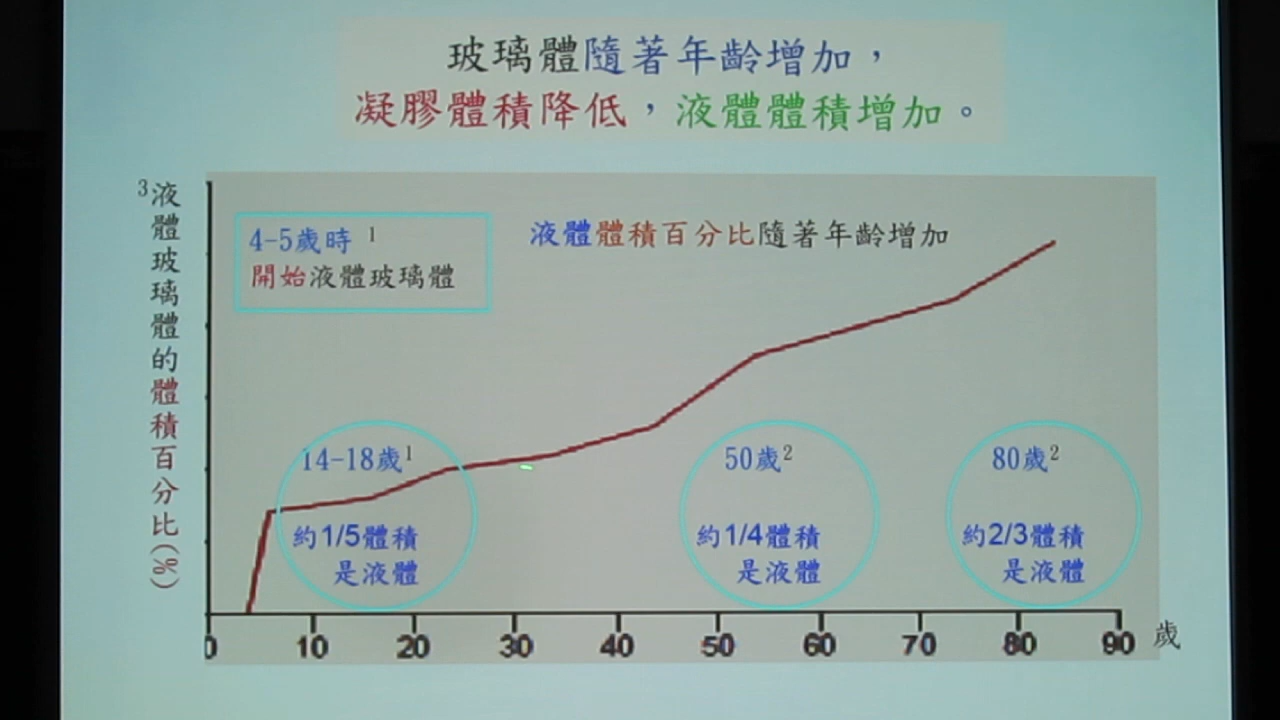 玻璃體隨著年齡增加，
凝膠體積降低，液體體積增加。
3液體玻璃體的體積百分比(%)
4-5歲時 1
開始液體玻璃體
液體體積百分比隨著年齡增加
14-18歲1
約1/5體積
是液體
50歲2
約1/4體積
是液體
80歲2
約2/3體積
是液體
0 10 20 30 40 50 60 70 80 90 歲